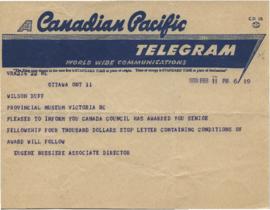 Canadian Pacific
TELEGRAM
WORLD WIDE COMMUNICATIONS
OTTAWA ONT 11
WILSON DUFF
PROVINCIAL MUSEUM VICTORIA BC
PLEASED TO INFORM YOU CANADA COUNCIL HAS AWARDED YOU SENIOR
FELLOWSHIP FOUR THOUSAND DOLLARS STOP LETTER CONTAINING CONDITIONS OF
AWARD WILL FOLLOW
EUGENE BUSSIERE ASSOCIATE DIRECTOR